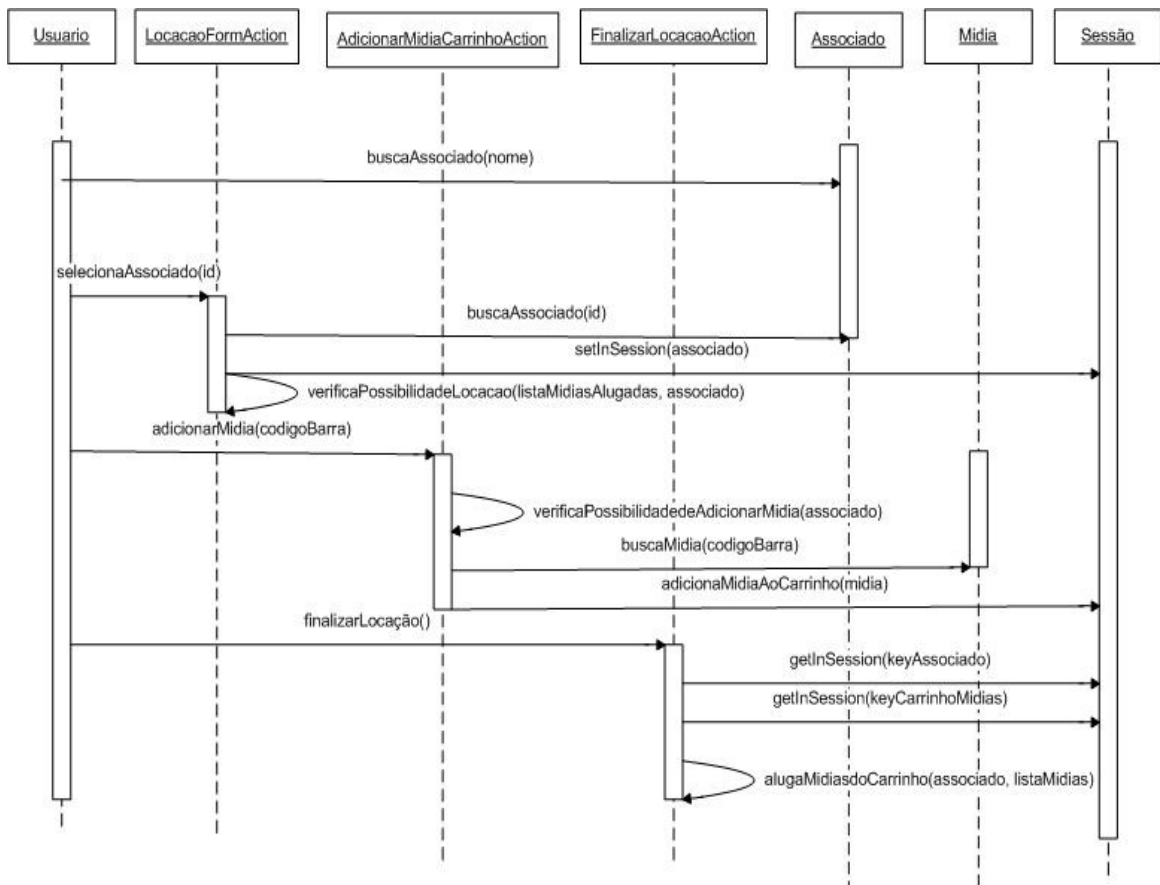 Usuario
LocacaoFormAction
AdicionarMidiaCarrinhoAction
FinalizarLocacaoAction
Associado
Midia
Sessão
buscaAssociado(nome)
selecionaAssociado(id)
buscaAssociado(id)
setInSession(associado)
verificaPossibilidadeLocacao(listaMidiasAlugadas, associado)
adicionarMidia(codigoBarra)
verificaPossibilidadedeAdicionarMidia(associado)
buscaMidia(codigoBarra)
adicionaMidiaAoCarrinho(midia)
finalizarLocação()
getInSession(keyAssociado)
getInSession(keyCarrinhoMidias)
alugaMidiasdoCarrinho(associado, listaMidias)